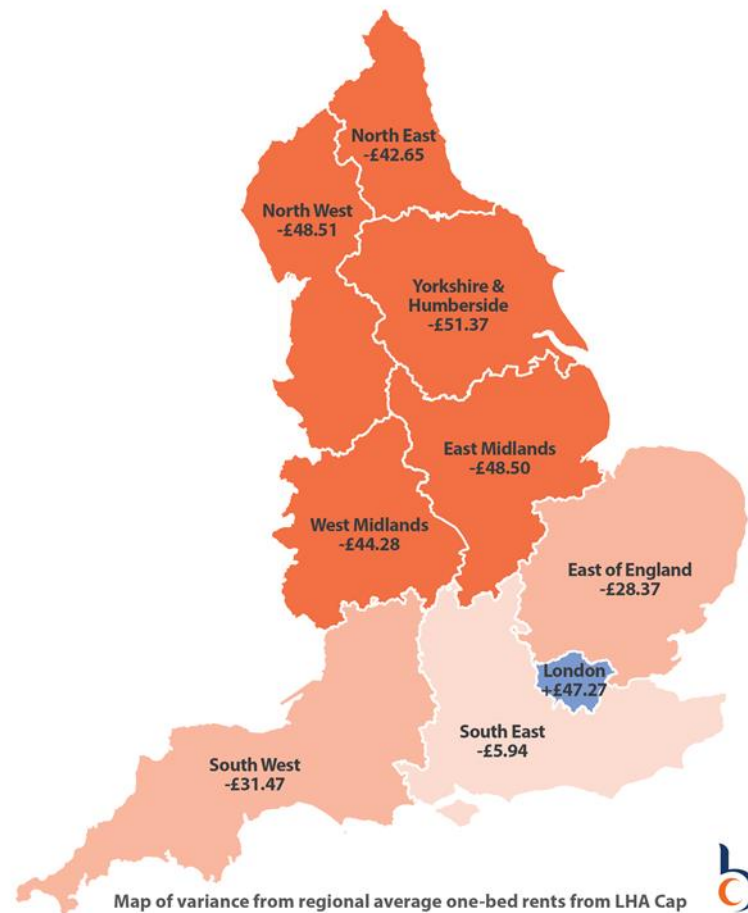 North East
-£42.65
North West
-£48.51
Yorkshire &
Humberside
-£51.37
East Midlands
-£48.50
West Midlands
-£44.28
East of England
-£28.37
London
+£47.27
South East
-£5.94
South West
-£31.47
Map of variance from regional average one-bed rents from LHA Cap